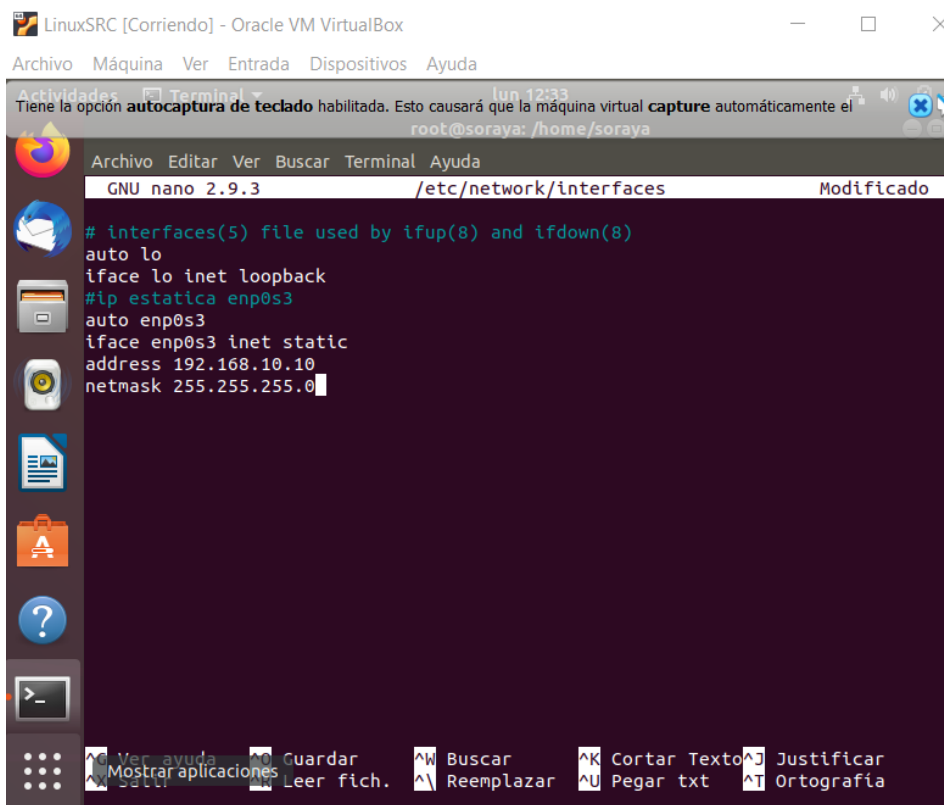 LinuxSRC [Corriendo] - Oracle VM VirtualBox
Archivo Máquina Ver Entrada Dispositivos Ayuda
Actividades Terminal lun 12:33
Tiene la opción autocaptura de teclado habilitada. Esto causará que la máquina virtual capture automáticamente el
root@soraya: /home/soraya
Archivo Editar Ver Buscar Terminal Ayuda
GNU nano 2.9.3 /etc/network/interfaces Modificado
# interfaces(5) file used by ifup(8) and ifdown(8)
auto lo
iface lo inet loopback
#ip estatica enp0s3
auto enp0s3
iface enp0s3 inet static
address 192.168.10.10
netmask 255.255.255.0
^G Ver ayuda ^O Guardar ^W Buscar ^K Cortar Texto ^J Justificar
^X Salir ^R Leer fich. ^\ Reemplazar ^U Pegar txt ^T Ortografía
Mostrar aplicaciones